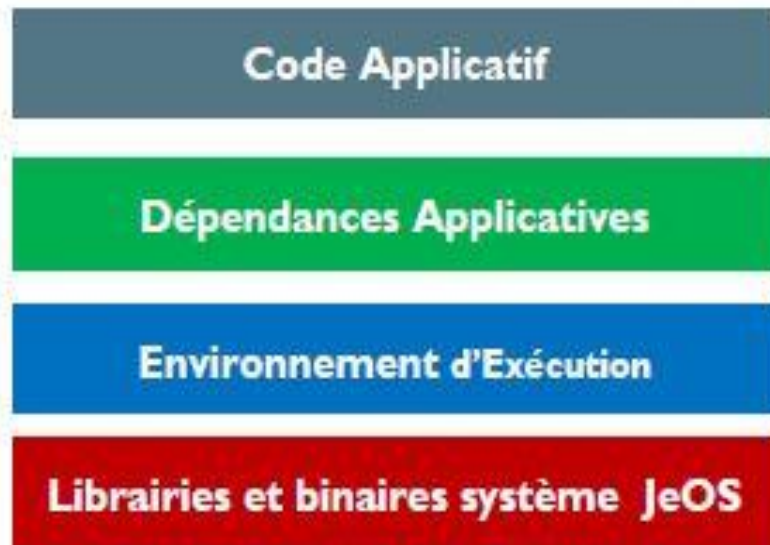 Code Applicatif
Dépendances Applicatives
Environnement d'Exécution
Librairies et binaires système JeOS